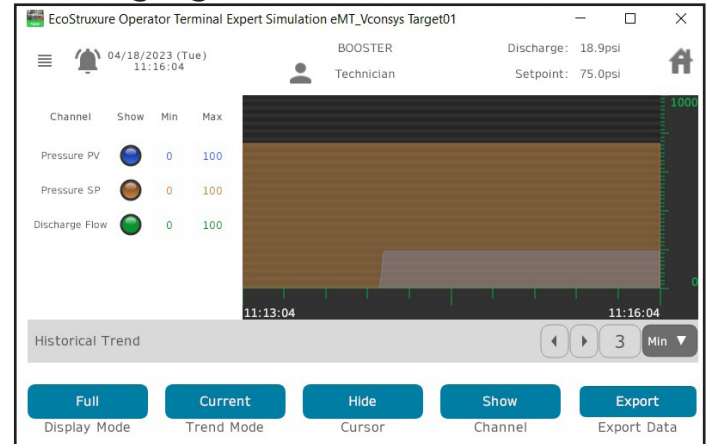 EcoStruxure Operator Terminal Expert Simulation eMT_Vconsys Target01
04/18/2023 (Tue)
11:16:04
BOOSTER
Technician
Discharge: 18.9psi
Setpoint: 75.0psi
Channel Show Min Max
Pressure PV 0 100
Pressure SP 0 100
Discharge Flow 0 100
1000
0
11:13:04 11:16:04
Historical Trend 3 Min
Full Current Hide Show Export
Display Mode Trend Mode Cursor Channel Export Data